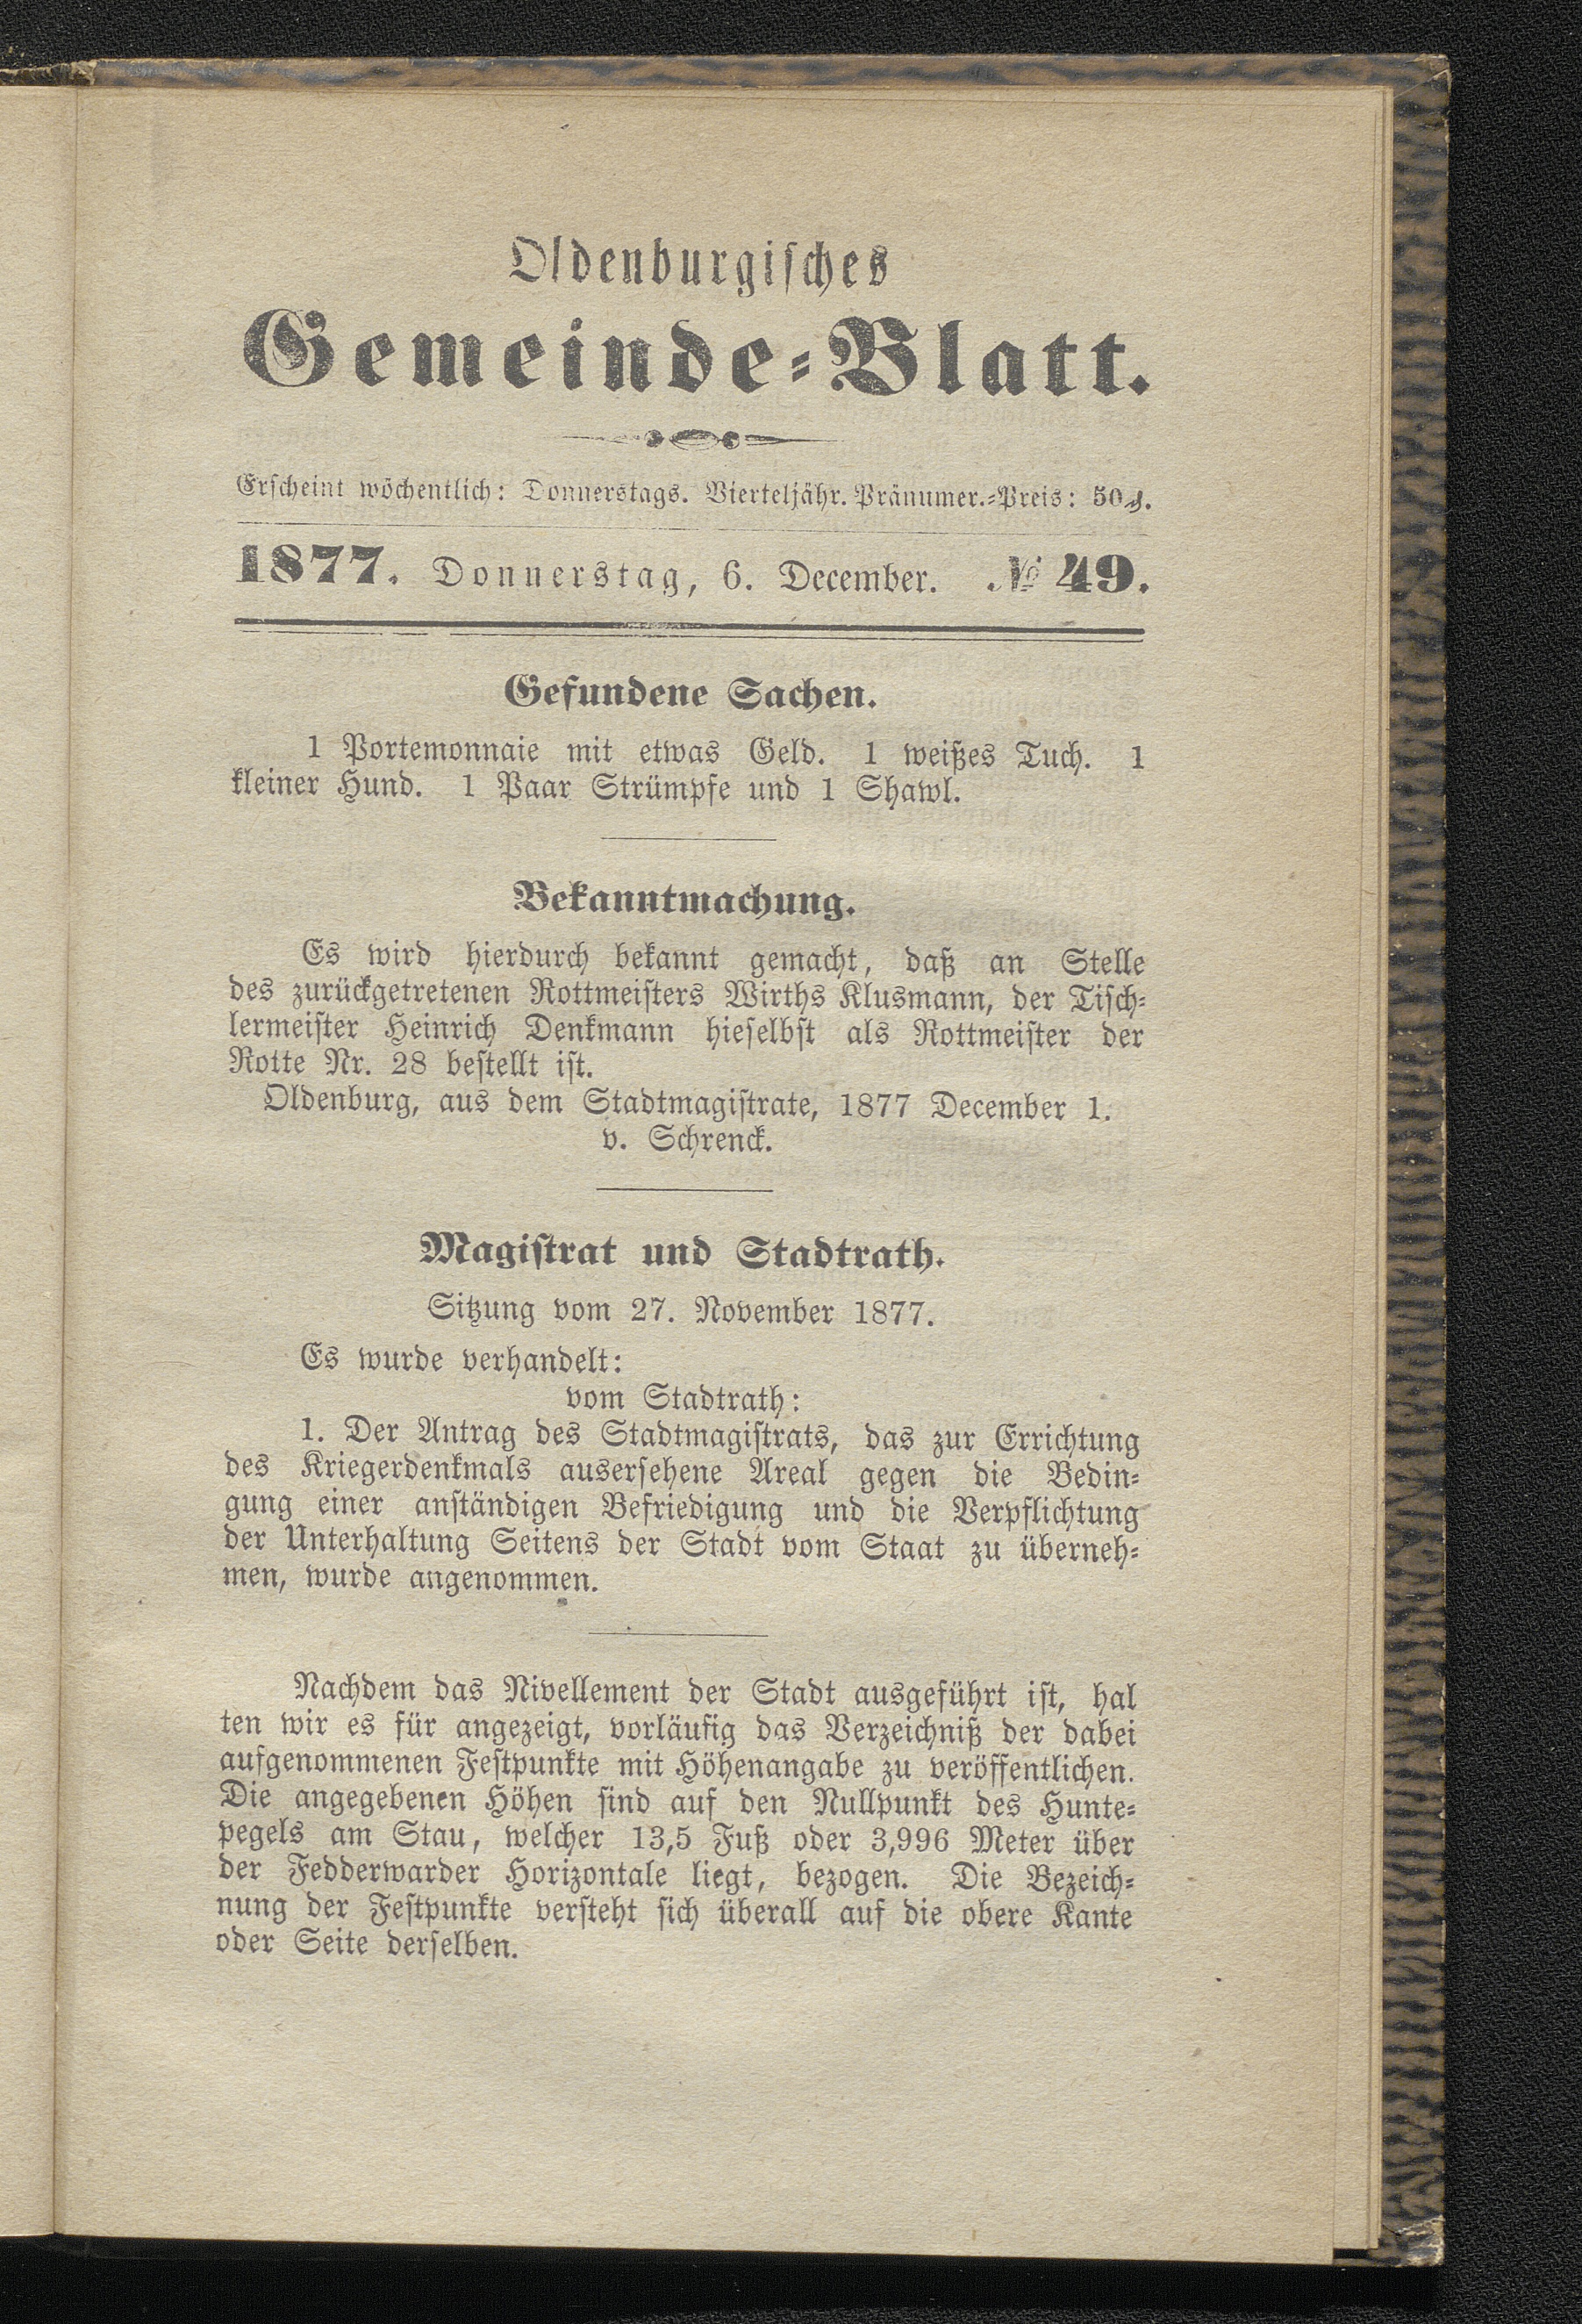 Oldenburgisches
Gemeinde-Blatt.
Erscheint wöchentlich: Donnerstags. Vierteljähr. Pränumer.-Preis: 50 ₰.
1877. Donnerstag, 6. December. № 49.
Gefundene Sachen.
1 Portemonnaie mit etwas Geld. 1 weißes Tuch. 1
kleiner Hund. 1 Paar Strümpfe und 1 Shawl.
Bekanntmachung.
Es wird hierdurch bekannt gemacht, daß an Stelle
des zurückgetretenen Rottmeisters Wirths Klusmann, der Tisch-
lermeister Heinrich Denkmann hieselbst als Rottmeister der
Rotte Nr. 28 bestellt ist.
Oldenburg, aus dem Stadtmagistrate, 1877 December 1.
v. Schrenck.
Magistrat und Stadtrath.
Sitzung vom 27. November 1877.
Es wurde verhandelt:
vom Stadtrath:
1. Der Antrag des Stadtmagistrats, das zur Errichtung
des Kriegerdenkmals ausersehene Areal gegen die Bedin-
gung einer anständigen Befriedigung und die Verpflichtung
der Unterhaltung Seitens der Stadt vom Staat zu überneh-
men, wurde angenommen.
Nachdem das Nivellement der Stadt ausgeführt ist, hal
ten wir es für angezeigt, vorläufig das Verzeichniß der dabei
aufgenommenen Festpunkte mit Höhenangabe zu veröffentlichen.
Die angegebenen Höhen sind auf den Nullpunkt des Hunte-
pegels am Stau, welcher 13,5 Fuß oder 3,996 Meter über
der Fedderwarder Horizontale liegt, bezogen. Die Bezeich-
nung der Festpunkte versteht sich überall auf die obere Kante
oder Seite derselben.